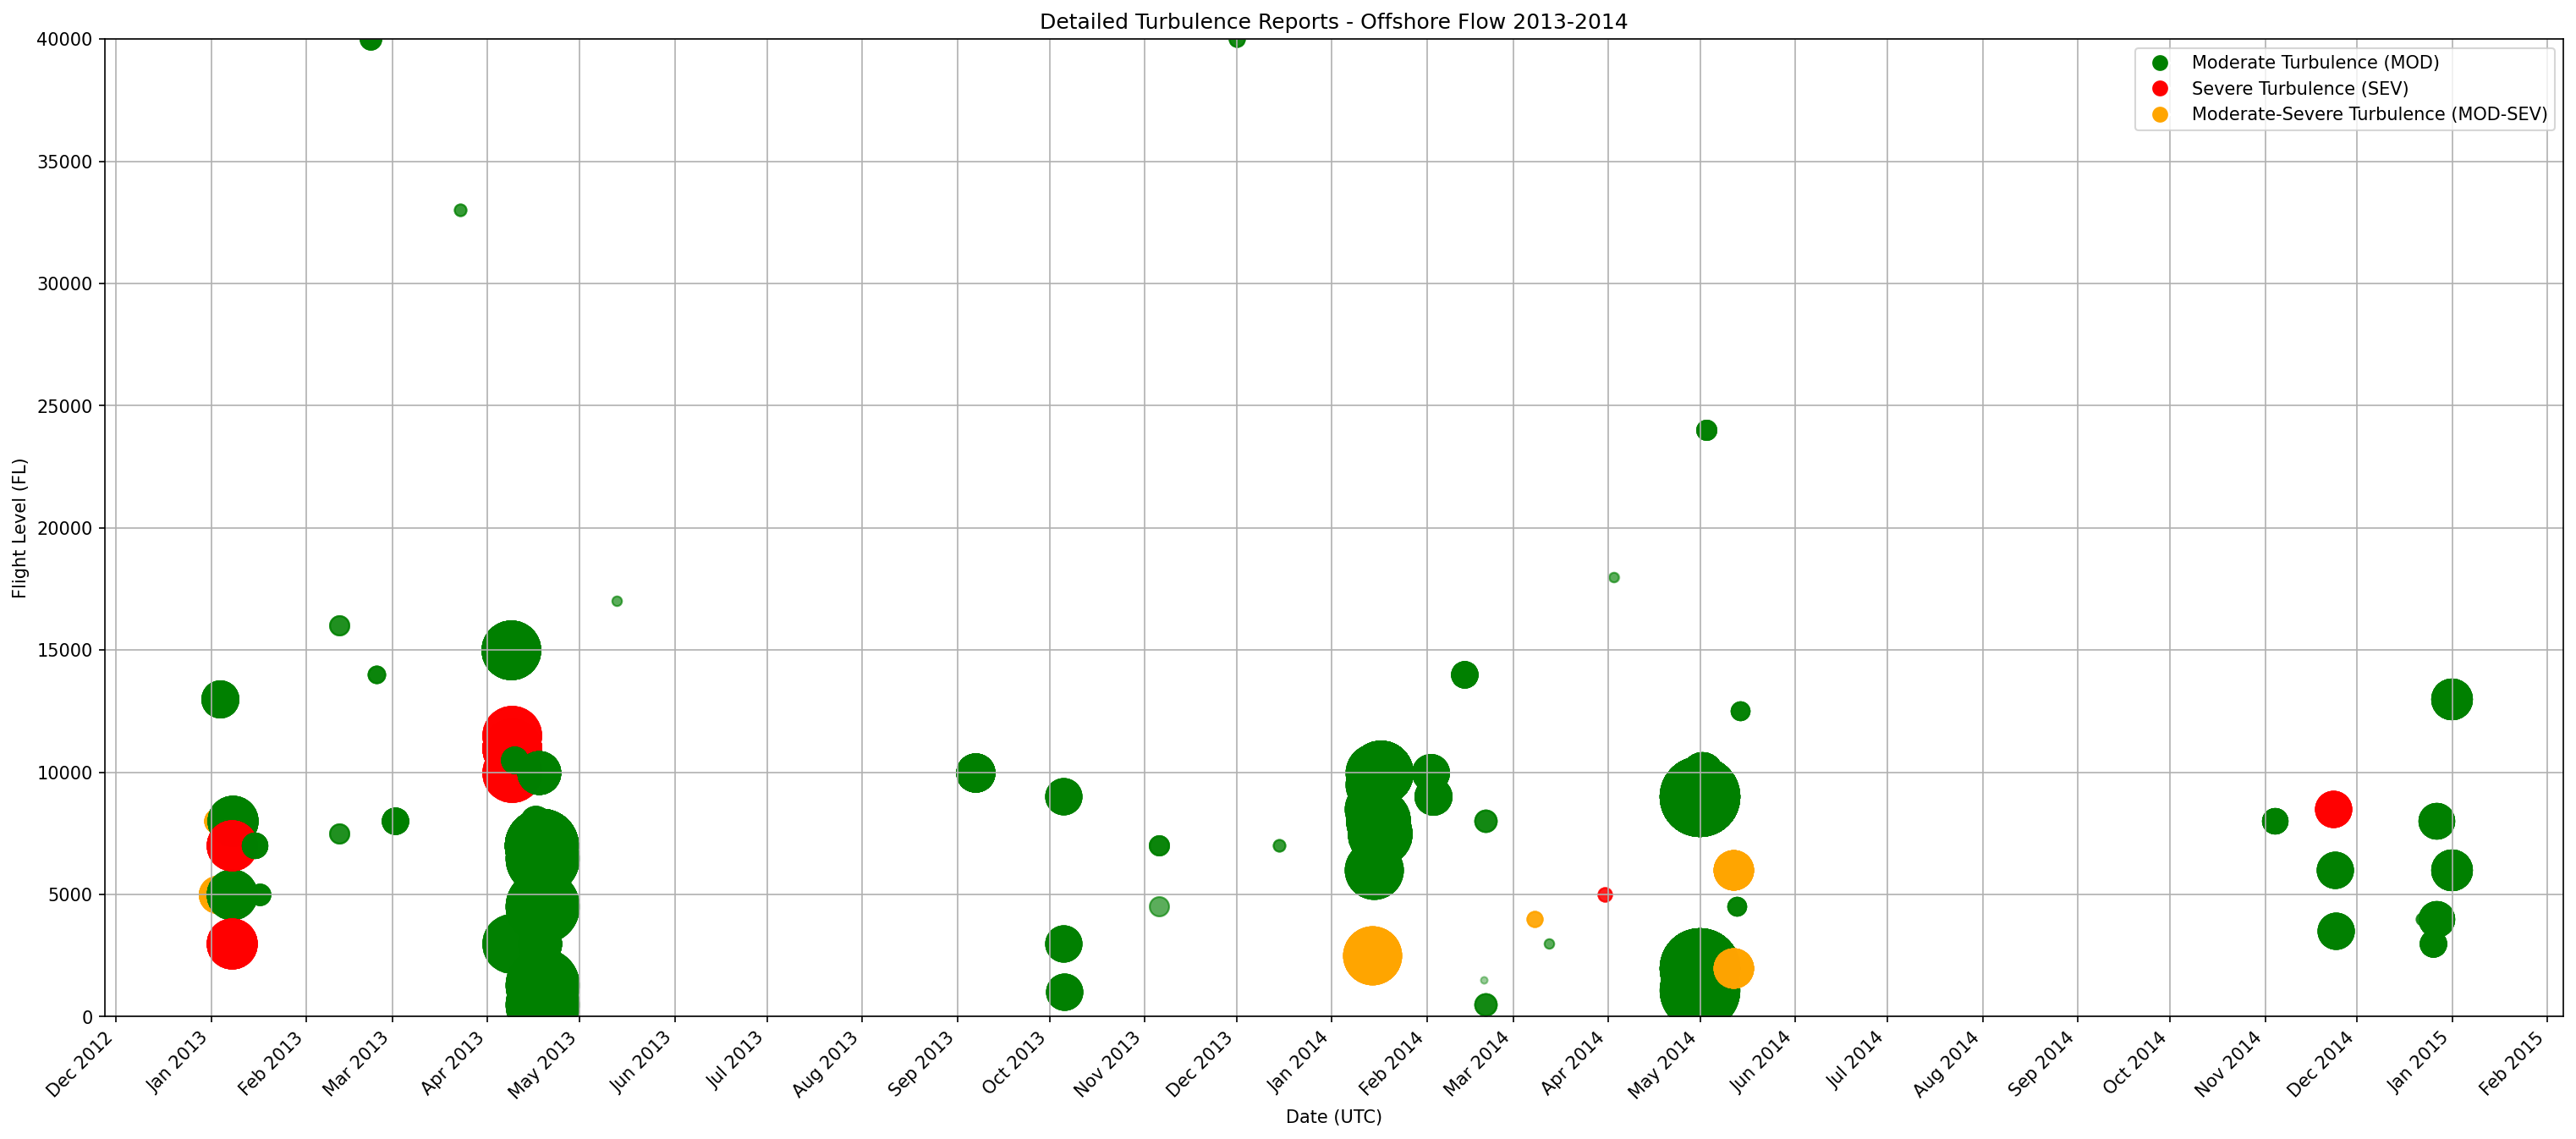 Detailed Turbulence Reports - Offshore Flow 2013-2014
40000
35000
30000
25000
20000
15000
10000
5000
0
Flight Level (FL)
Moderate Turbulence (MOD)
Severe Turbulence (SEV)
Moderate-Severe Turbulence (MOD-SEV)
Dec 2012
Jan 2013
Feb 2013
Mar 2013
Apr 2013
May 2013
Jun 2013
Jul 2013
Aug 2013
Sep 2013
Oct 2013
Nov 2013
Dec 2013
Jan 2014
Feb 2014
Mar 2014
Apr 2014
May 2014
Jun 2014
Jul 2014
Aug 2014
Sep 2014
Oct 2014
Nov 2014
Dec 2014
Jan 2015
Feb 2015
Date (UTC)